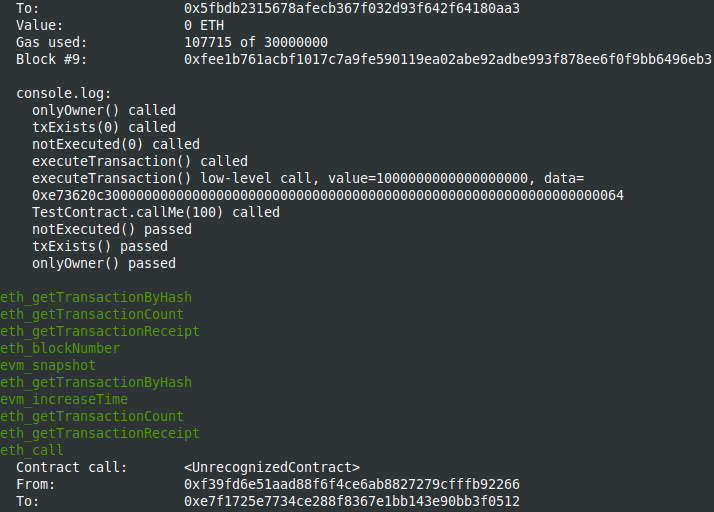 To: 0x5fbdb2315678afecb367f032d93f642f64180aa3
Value: 0 ETH
Gas used: 107715 of 30000000
Block #9: 0xfee1b761acbf1017c7a9fe590119ea02abe92adbe993f878ee6f0f9bb6496eb3
console.log:
onlyOwner() called
txExists(0) called
notExecuted(0) called
executeTransaction() called
executeTransaction() low-level call, value=1000000000000000000, data=
0xe73620c30000000000000000000000000000000000000000000000000000000000000064
TestContract.callMe(100) called
notExecuted() passed
txExists() passed
onlyOwner() passed
eth_getTransactionByHash
eth_getTransactionCount
eth_getTransactionReceipt
eth_blockNumber
evm_snapshot
eth_getTransactionByHash
evm_increaseTime
eth_getTransactionCount
eth_getTransactionReceipt
eth_call
Contract call: <UnrecognizedContract>
From: 0xf39fd6e51aad88f6f4ce6ab8827279cfffb92266
To: 0xe7f1725e7734ce288f8367e1bb143e90bb3f0512